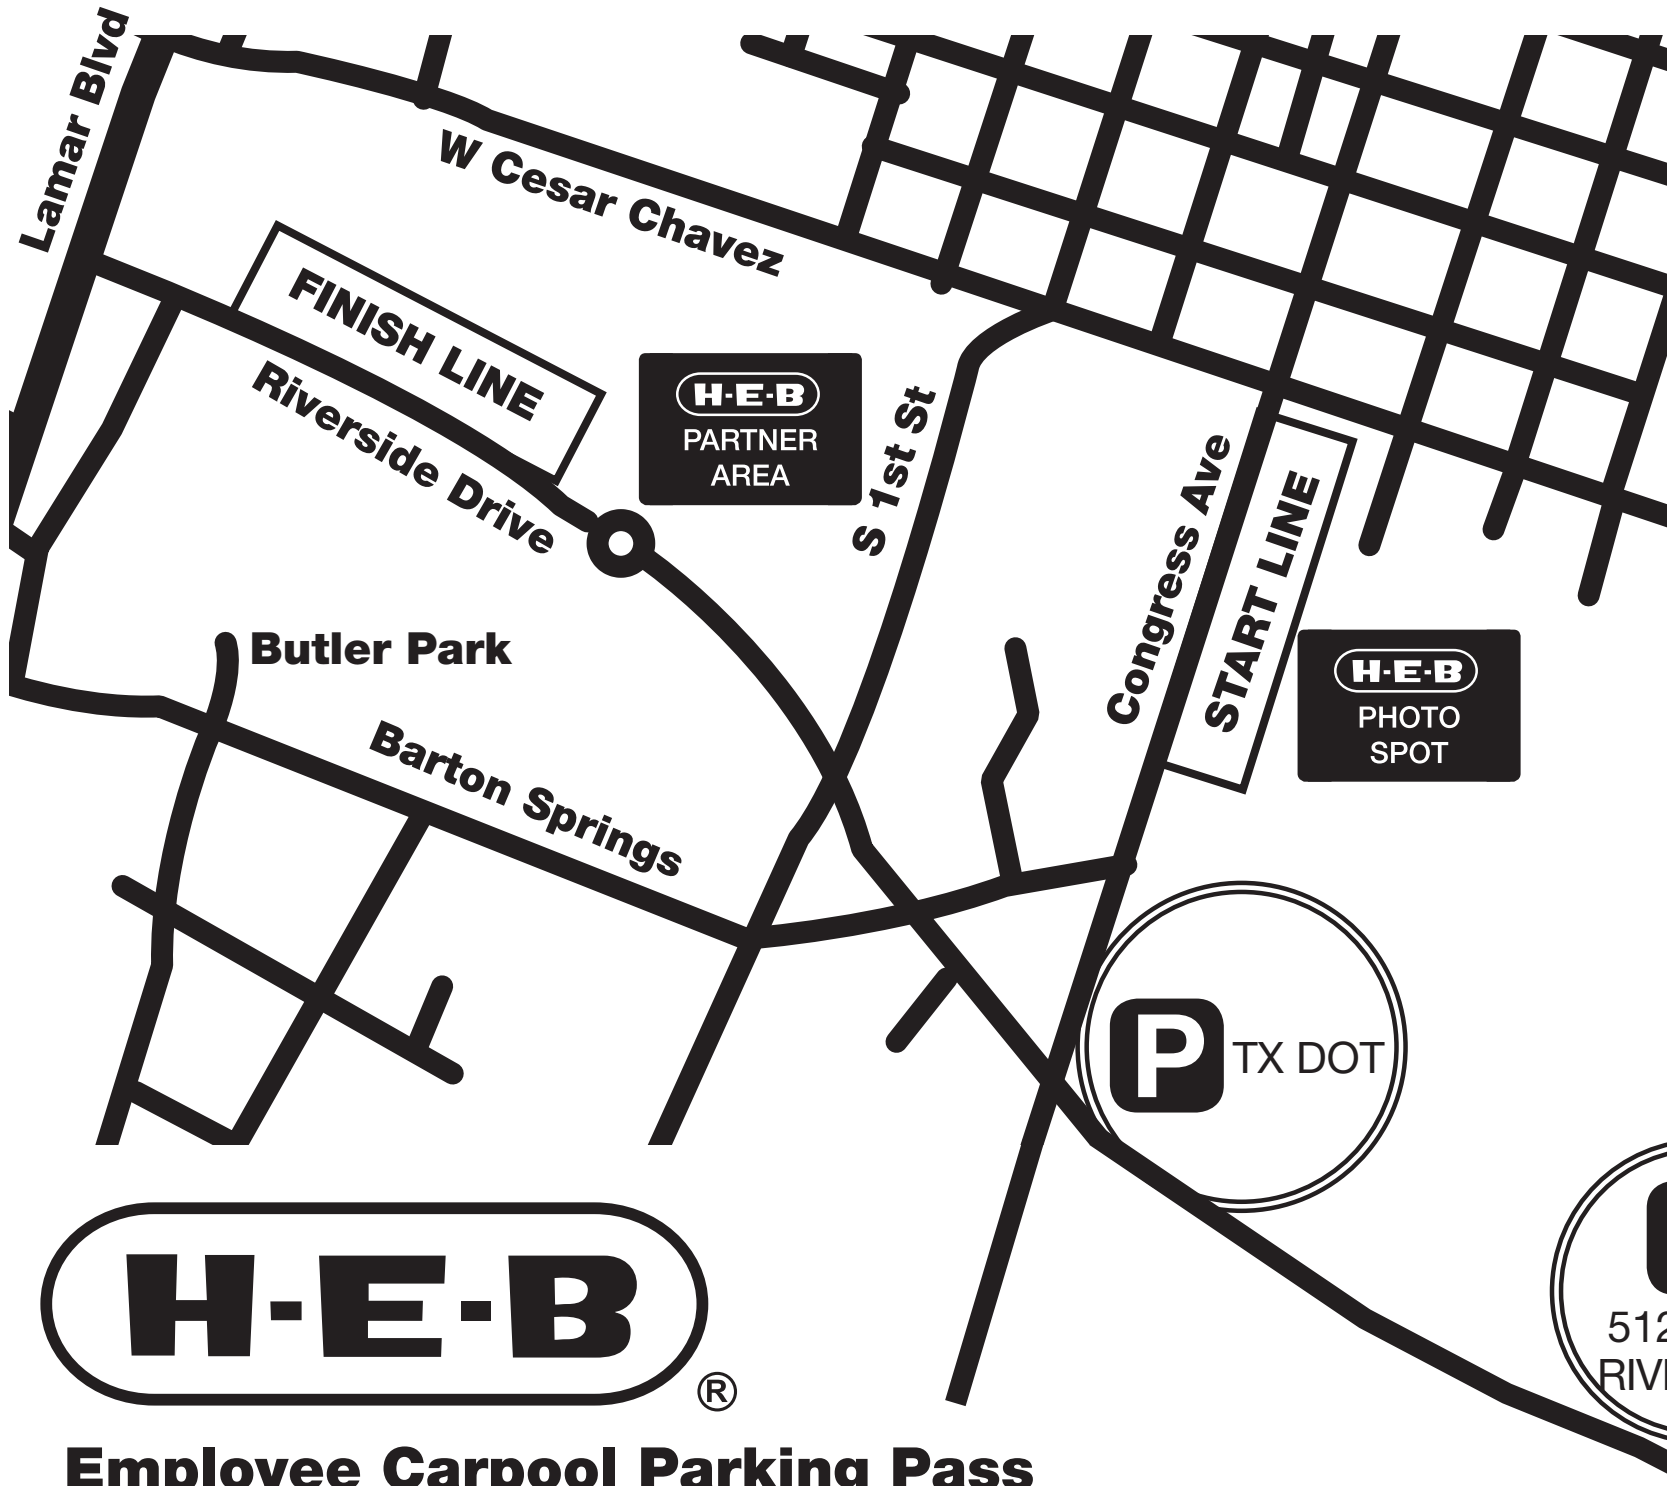 Lamar Blvd
W Cesar Chavez
FINISH LINE
Riverside Drive
H-E-B
PARTNER
AREA
S 1st St
Congress Ave
START LINE
Butler Park
H-E-B
PHOTO
SPOT
Barton Springs
P TX DOT
512
H-E-B®
Employee Carpool Parking Pass